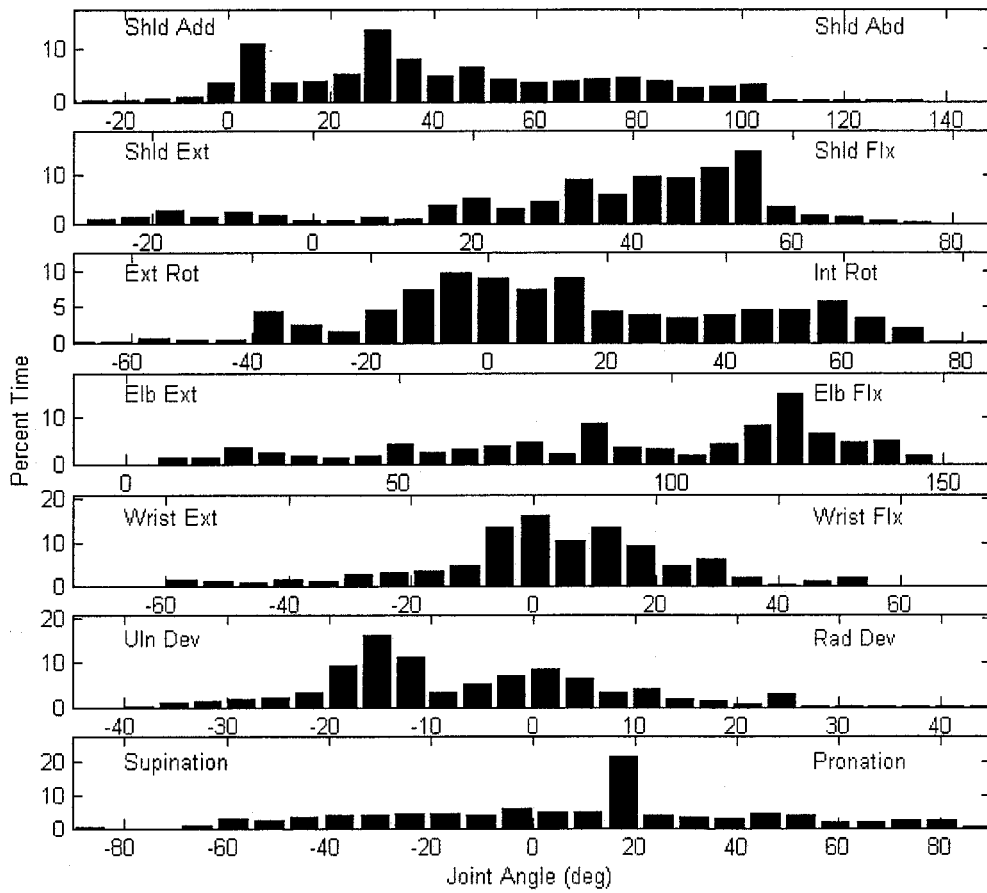 Shld Add Shld Abd
10
0
-20 0 20 40 60 80 100 120 140
Shld Ext Shld Flx
10
0
-20 0 20 40 60 80
Ext Rot Int Rot
10
5
0
-60 -40 -20 0 20 40 60 80
Percent Time
Elb Ext Elb Flx
10
0
0 50 100 150
20
Wrist Ext Wrist Flx
10
0
-60 -40 -20 0 20 40 60
20
Uln Dev Rad Dev
10
0
-40 -30 -20 -10 0 10 20 30 40
20
Supination Pronation
10
0
-80 -60 -40 -20 0 20 40 60 80
Joint Angle (deg)